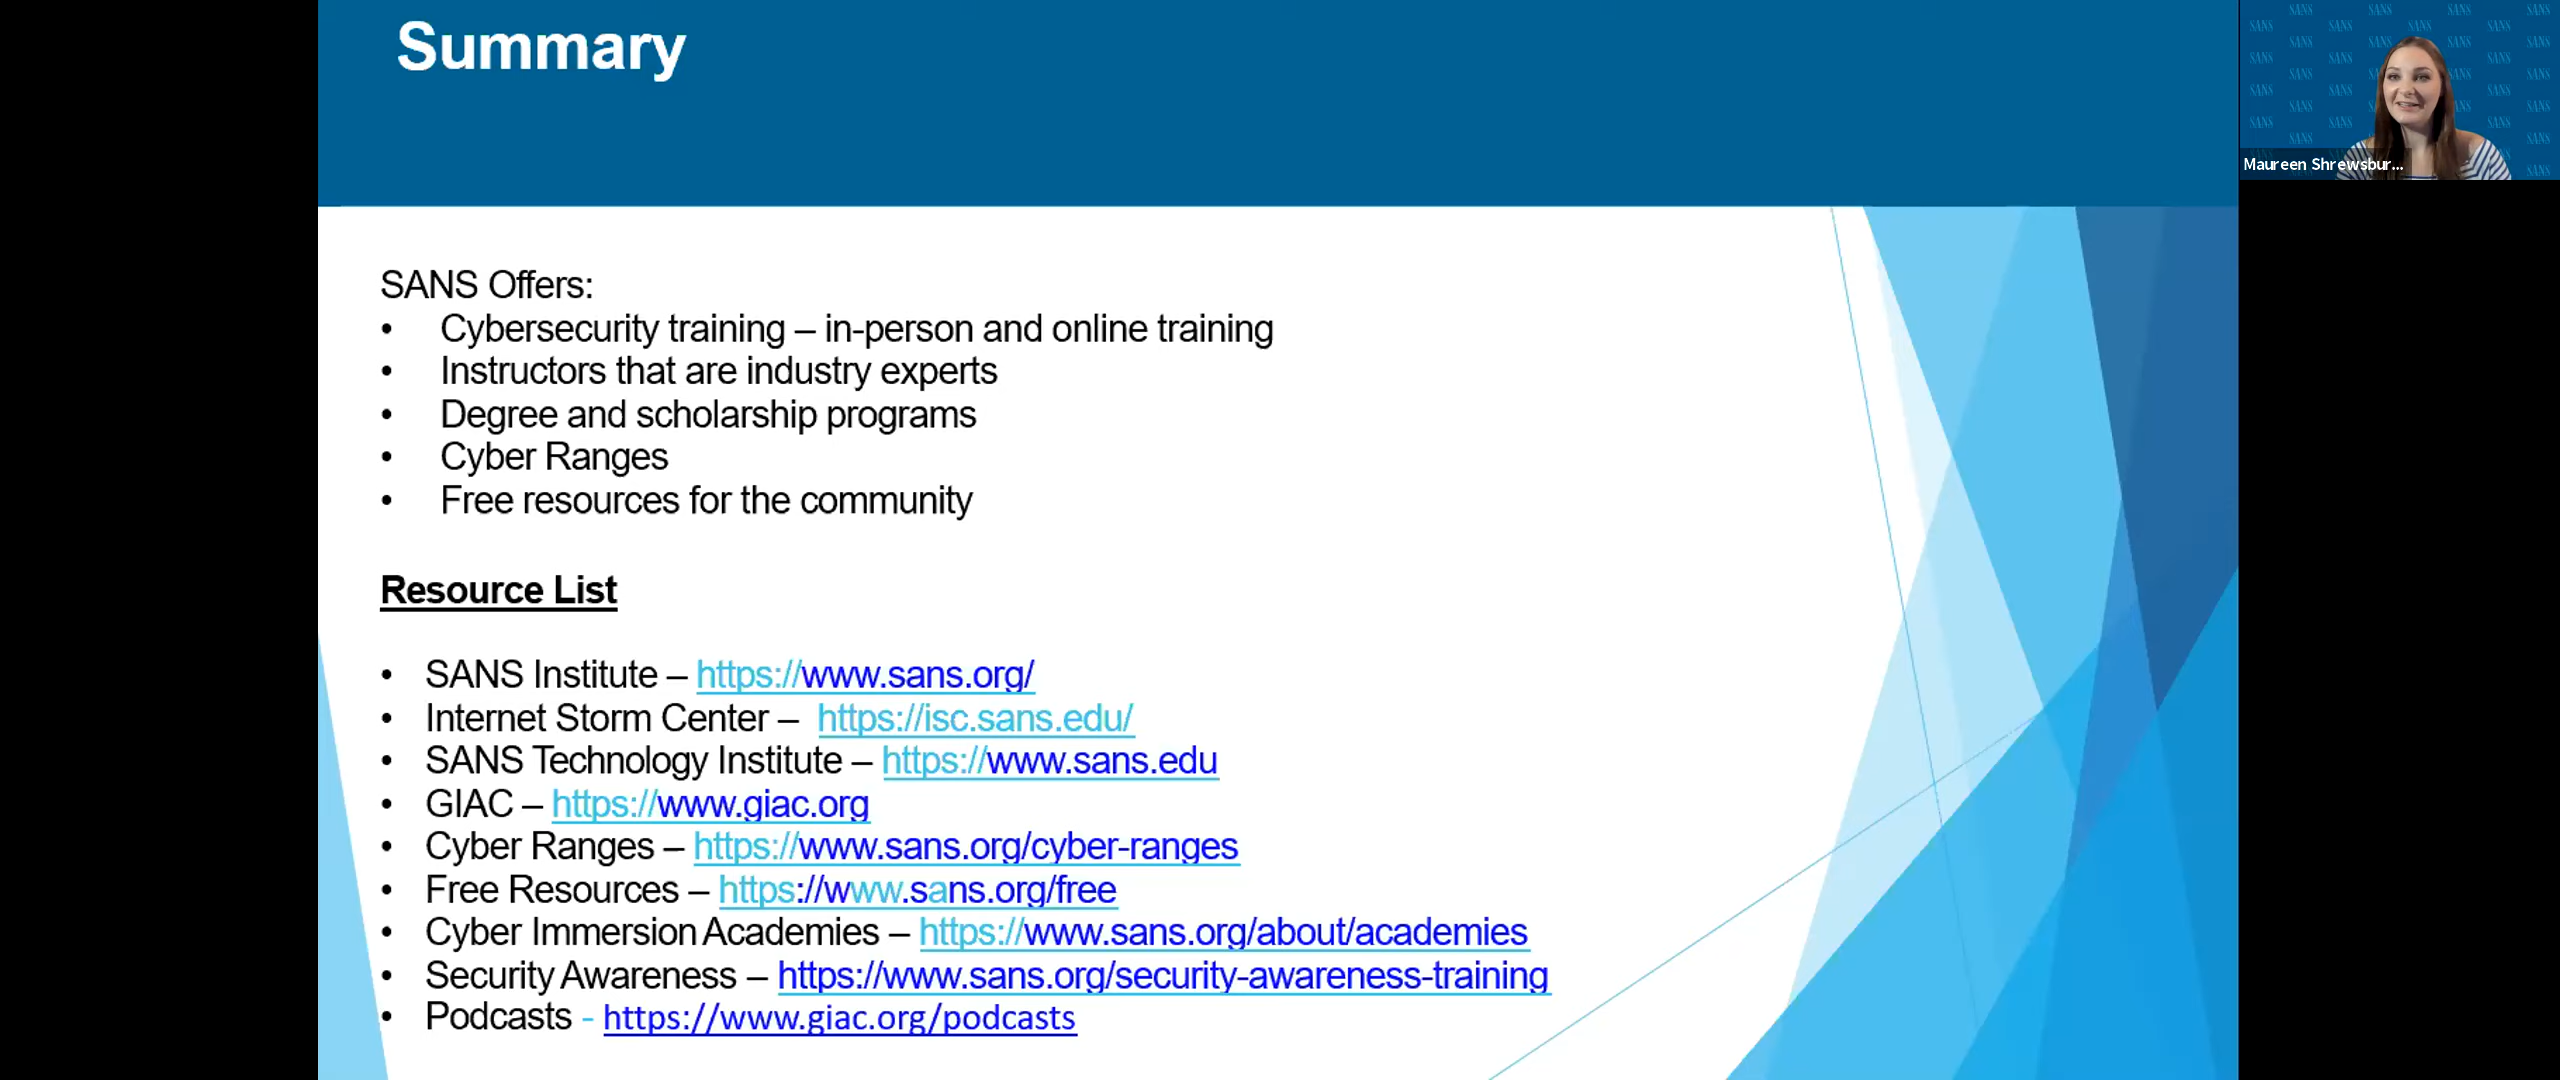 Summary
SANS Offers:
• Cybersecurity training – in-person and online training
• Instructors that are industry experts
• Degree and scholarship programs
• Cyber Ranges
• Free resources for the community
Resource List
• SANS Institute – https://www.sans.org/
• Internet Storm Center – https://isc.sans.edu/
• SANS Technology Institute – https://www.sans.edu
• GIAC – https://www.giac.org
• Cyber Ranges – https://www.sans.org/cyber-ranges
• Free Resources – https://www.sans.org/free
• Cyber Immersion Academies – https://www.sans.org/about/academies
• Security Awareness – https://www.sans.org/security-awareness-training
• Podcasts - https://www.giac.org/podcasts
SANS
Maureen Shrewsbur...